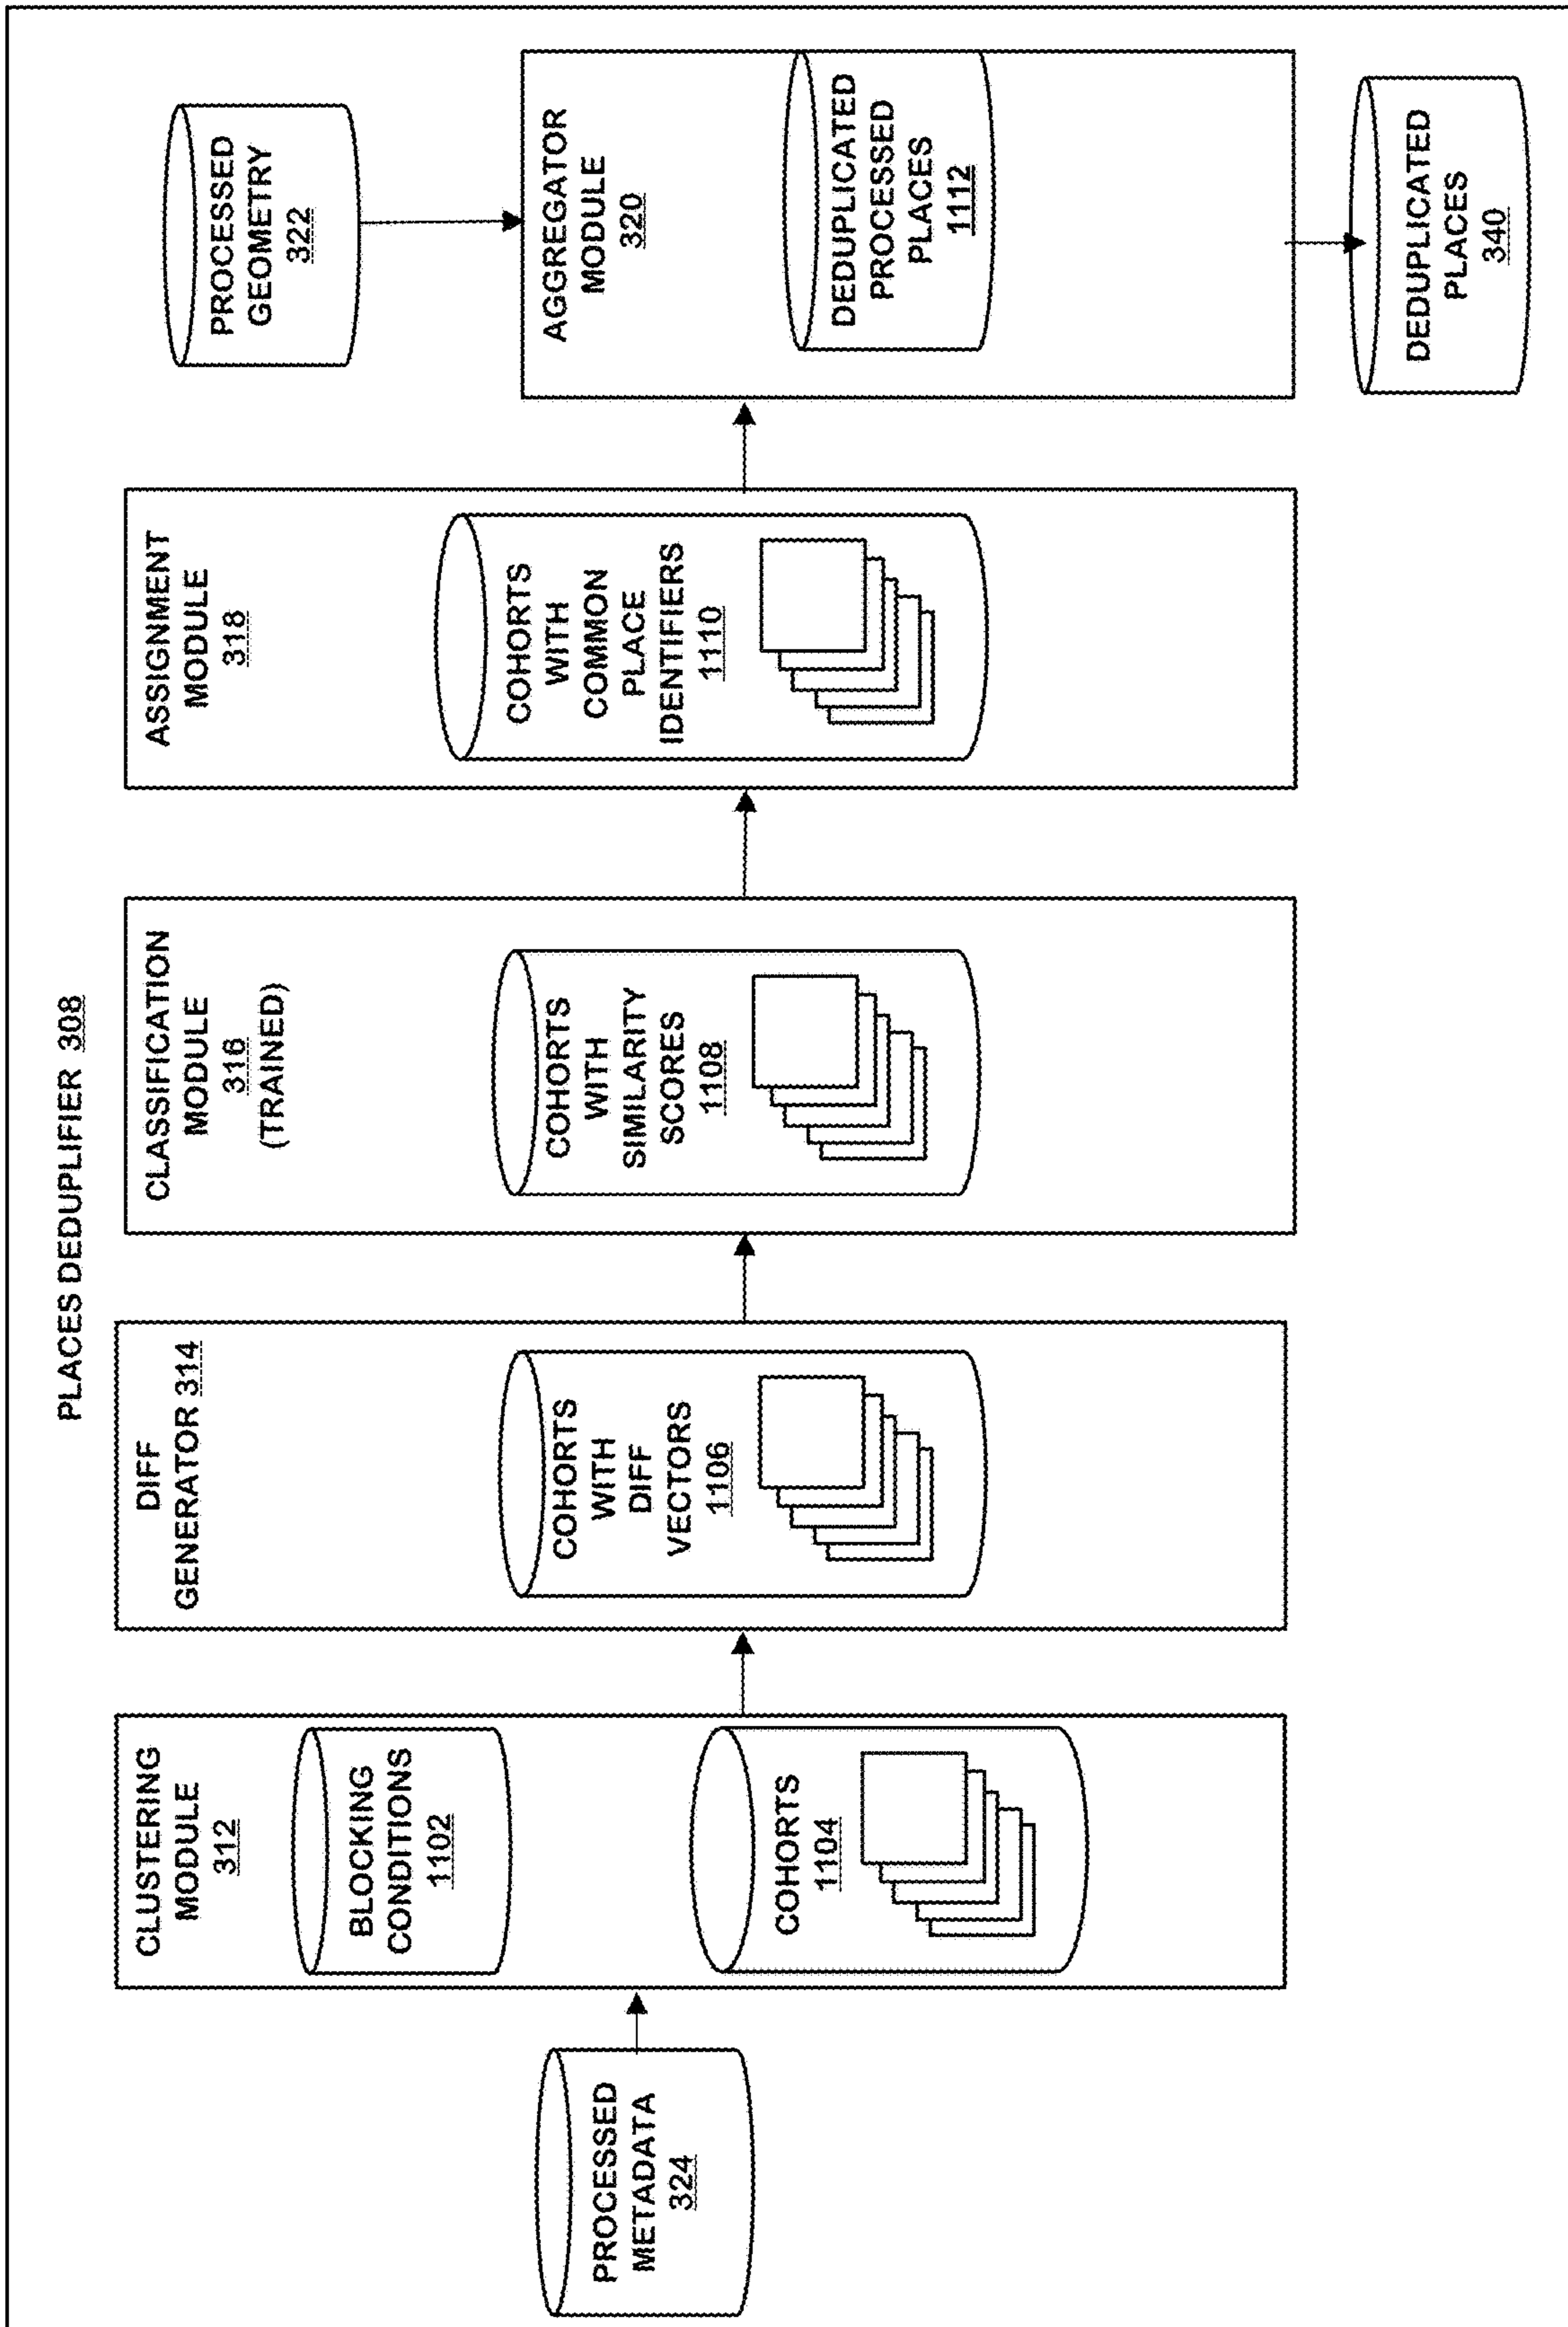 PLACES DEDUPLIFIER 308
PROCESSED
METADATA
324
CLUSTERING
MODULE
312
BLOCKING
CONDITIONS
1102
COHORTS
1104
DIFF
GENERATOR 314
COHORTS
WITH
DIFF
VECTORS
1106
CLASSIFICATION
MODULE
316
(TRAINED)
COHORTS
WITH
SIMILARITY
SCORES
1108
ASSIGNMENT
MODULE
318
COHORTS
WITH
COMMON
PLACE
IDENTIFIERS
1110
PROCESSED
GEOMETRY
322
AGGREGATOR
MODULE
320
DEDUPLICATED
PROCESSED
PLACES
1112
DEDUPLICATED
PLACES
340